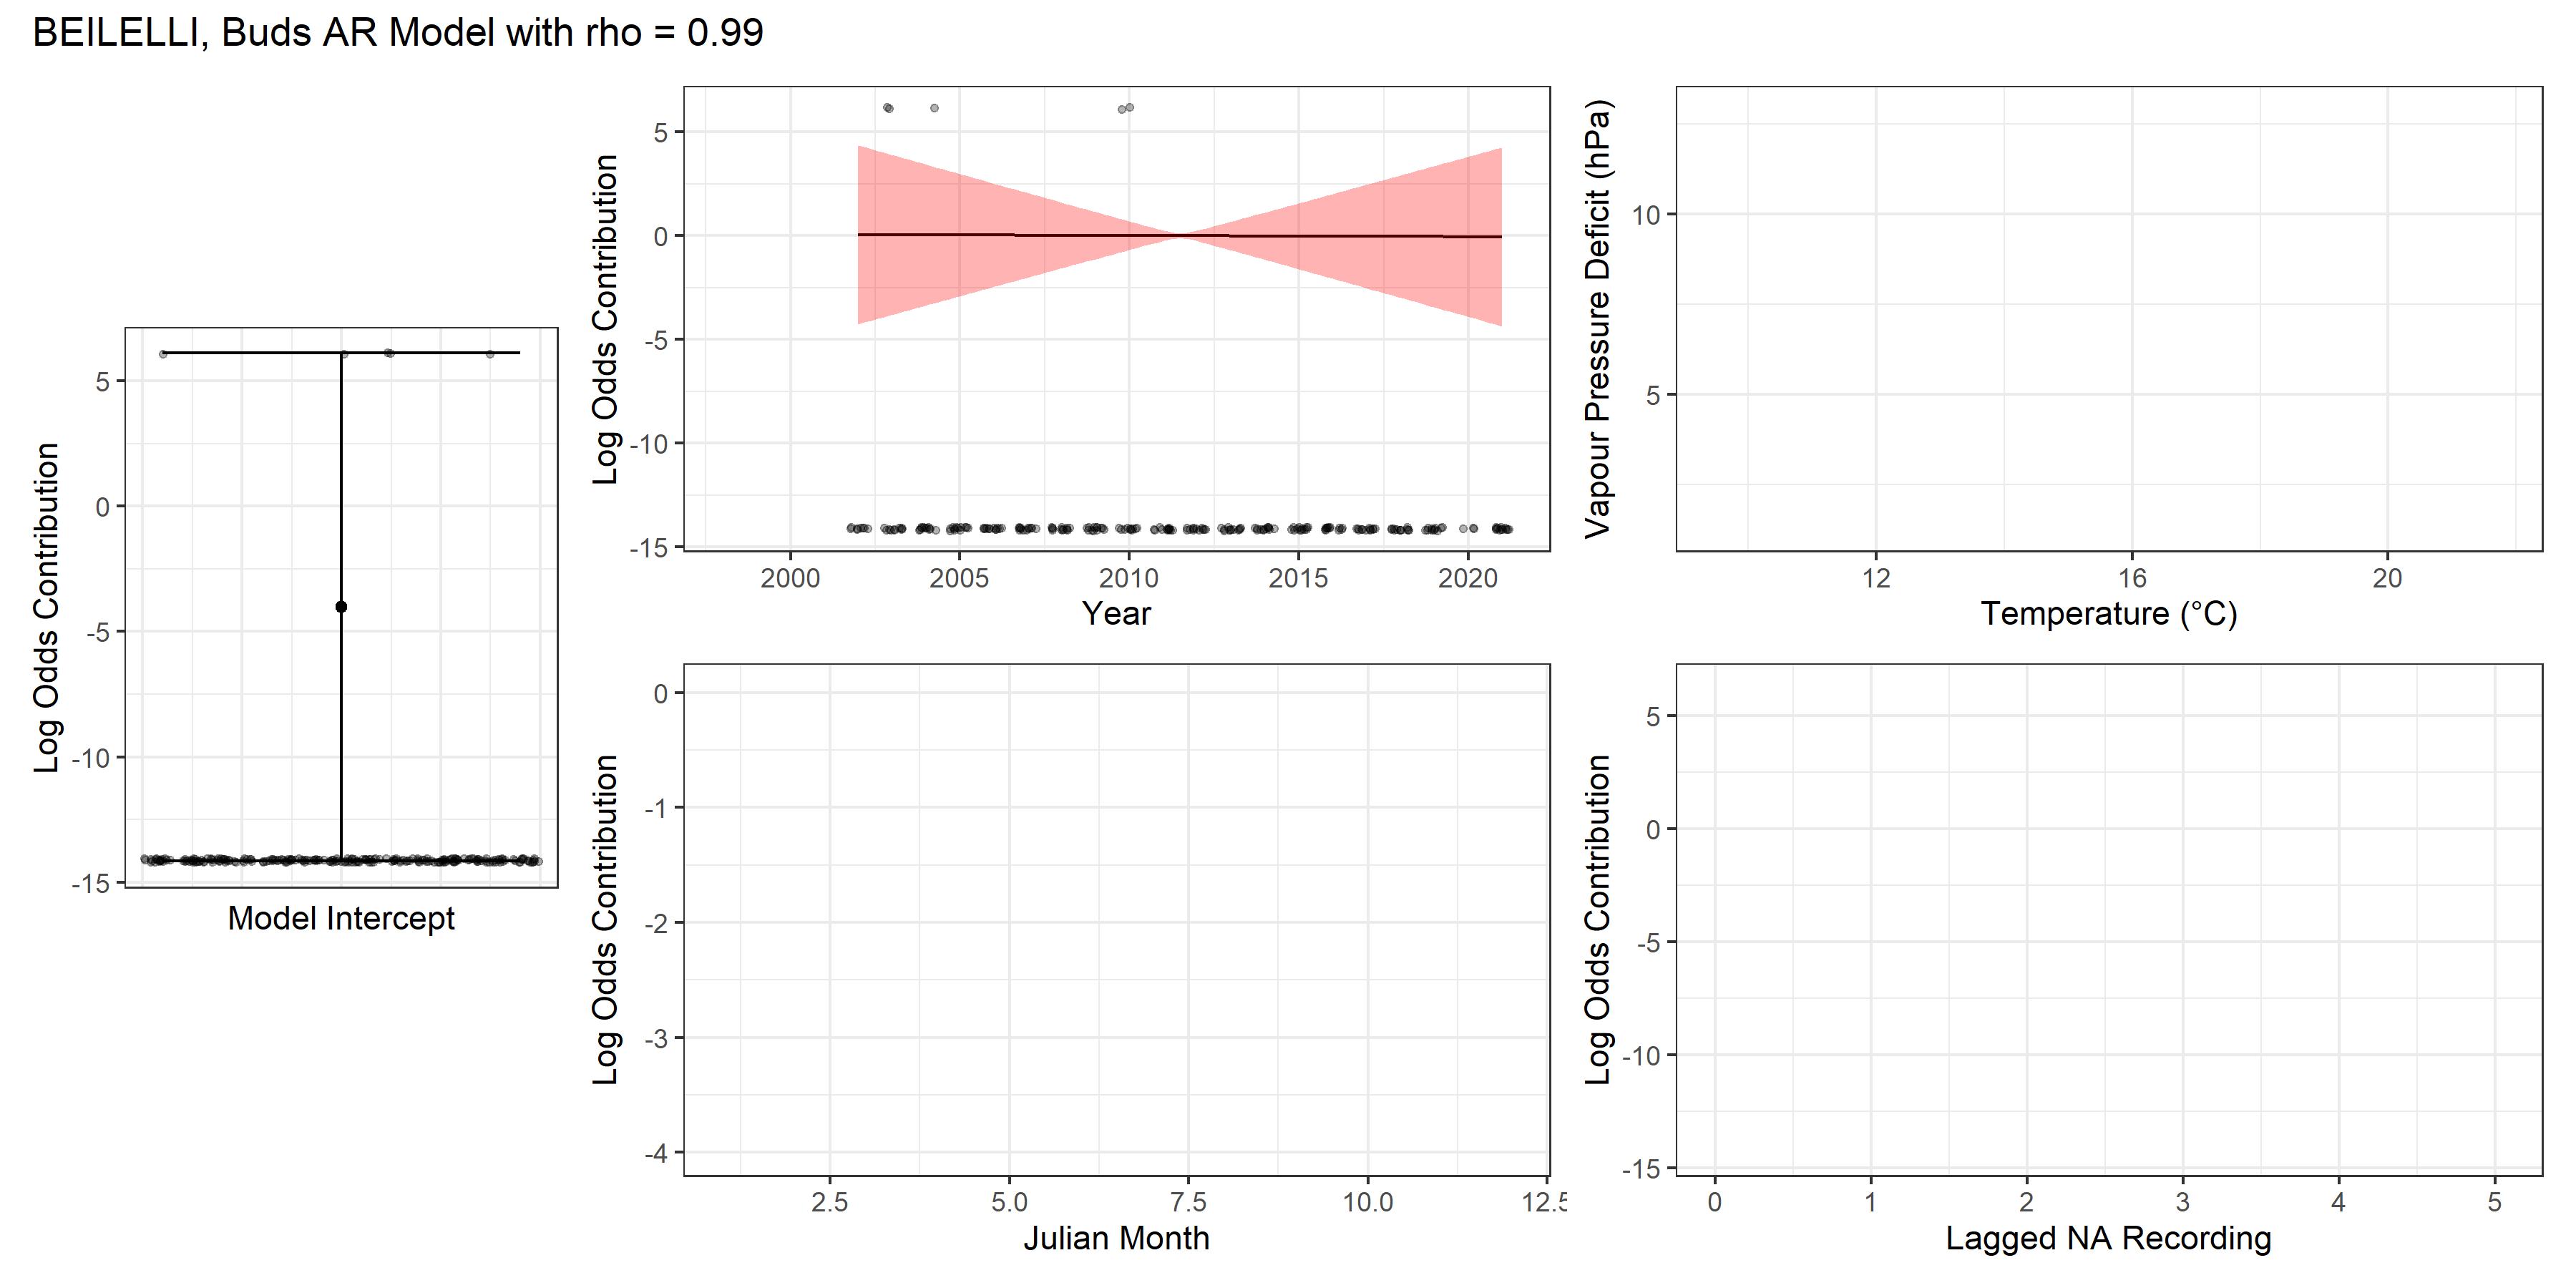 BEILELLI, Buds AR Model with rho = 0.99
Log Odds Contribution
5
0
-5
-10
-15
Model Intercept
Log Odds Contribution
5
0
-5
-10
-15
2000 2005 2010 2015 2020
Year
Vapour Pressure Deficit (hPa)
10
5
12 16 20
Temperature (°C)
Log Odds Contribution
0
-1
-2
-3
-4
2.5 5.0 7.5 10.0 12.5
Julian Month
Log Odds Contribution
5
0
-5
-10
-15
0 1 2 3 4 5
Lagged NA Recording